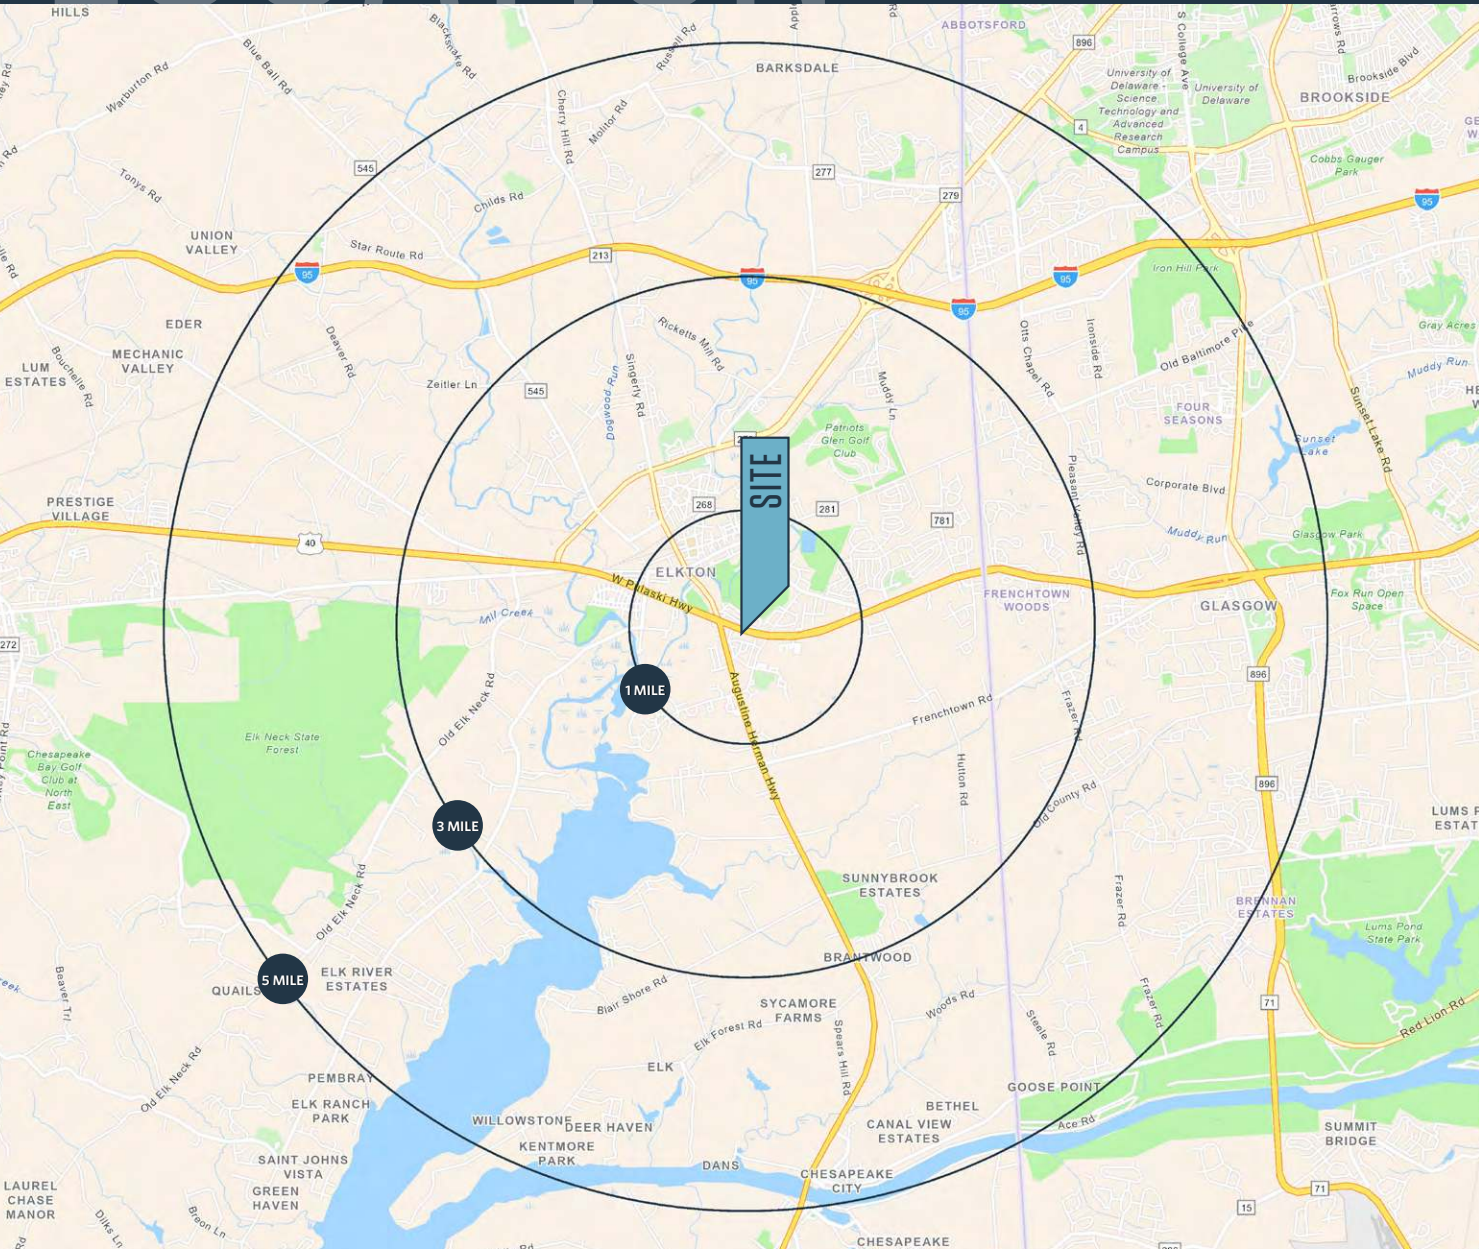 HILLS
Blacksnake Rd
Blue Ball Rd
Warburton Rd
Russell Rd
Rd
ABBOTSFORD
896
S College Ave
BARKSDALE
University of
Delaware -
Science,
Technology and
Advanced
Research
Campus
University of
Delaware
Brookside Blvd
BROOKSIDE
Cherry Hill Rd
Molitor Rd
4
Cobbs Gauger
Park
545
277
279
Tonys Rd
Childs Rd
95
UNION
VALLEY
Star Route Rd
213
95
95
95
95
Iron Hill Park
EDER
MECHANIC
VALLEY
LUM
ESTATES
Bouchelle Rd
Deaver Rd
Zeitler Ln
545
Dogwood Run
Singerly Rd
Ricketts Mill Rd
Muddy Ln
Otts Chapel Rd
Ironside Rd
Old Baltimore Pike
Gray Acres
Muddy Run
FOUR
SEASONS
Sunset Lake Rd
Sunset
Lake
Patriots
Glen Golf
Club
SITE
Pleasant Valley Rd
Corporate Blvd
PRESTIGE
VILLAGE
268
281
781
Muddy Run
Glasgow Park
40
ELKTON
W Pulaski Hwy
FRENCHTOWN
WOODS
GLASGOW
Fox Run Open
Space
Mill Creek
272
1 MILE
Old Elk Neck Rd
Augustine Herman Hwy
Frenchtown Rd
Frazer Rd
896
Elk Neck State
Forest
Chesapeake
Bay Golf
Club at
North
East
Hutton Rd
Old County Rd
896
3 MILE
SUNNYBROOK
ESTATES
Old Elk Neck Rd
Frazer Rd
BRENNAN
ESTATES
Lums Pond
State Park
BRANTWOOD
5 MILE
ELK RIVER
ESTATES
Beaver Trl
Blair Shore Rd
SYCAMORE
FARMS
Woods Rd
Elk Forest Rd
Spears Hill Rd
Steele Rd
Frazer Rd
71
Red Lion Rd
ELK
Old Elk Neck Rd
PEMBRAY
ELK RANCH
PARK
GOOSE POINT
WILLOWSTONE
DEER HAVEN
BETHEL
CANAL VIEW
ESTATES
Ace Rd
SUMMIT
BRIDGE
KENTMORE
PARK
SAINT JOHNS
VISTA
DANS
CHESAPEAKE
CITY
GREEN
HAVEN
LAUREL
CHASE
MANOR
71
15
Dilks Ln
Breon Ln
Rd
CHESAPEAKE